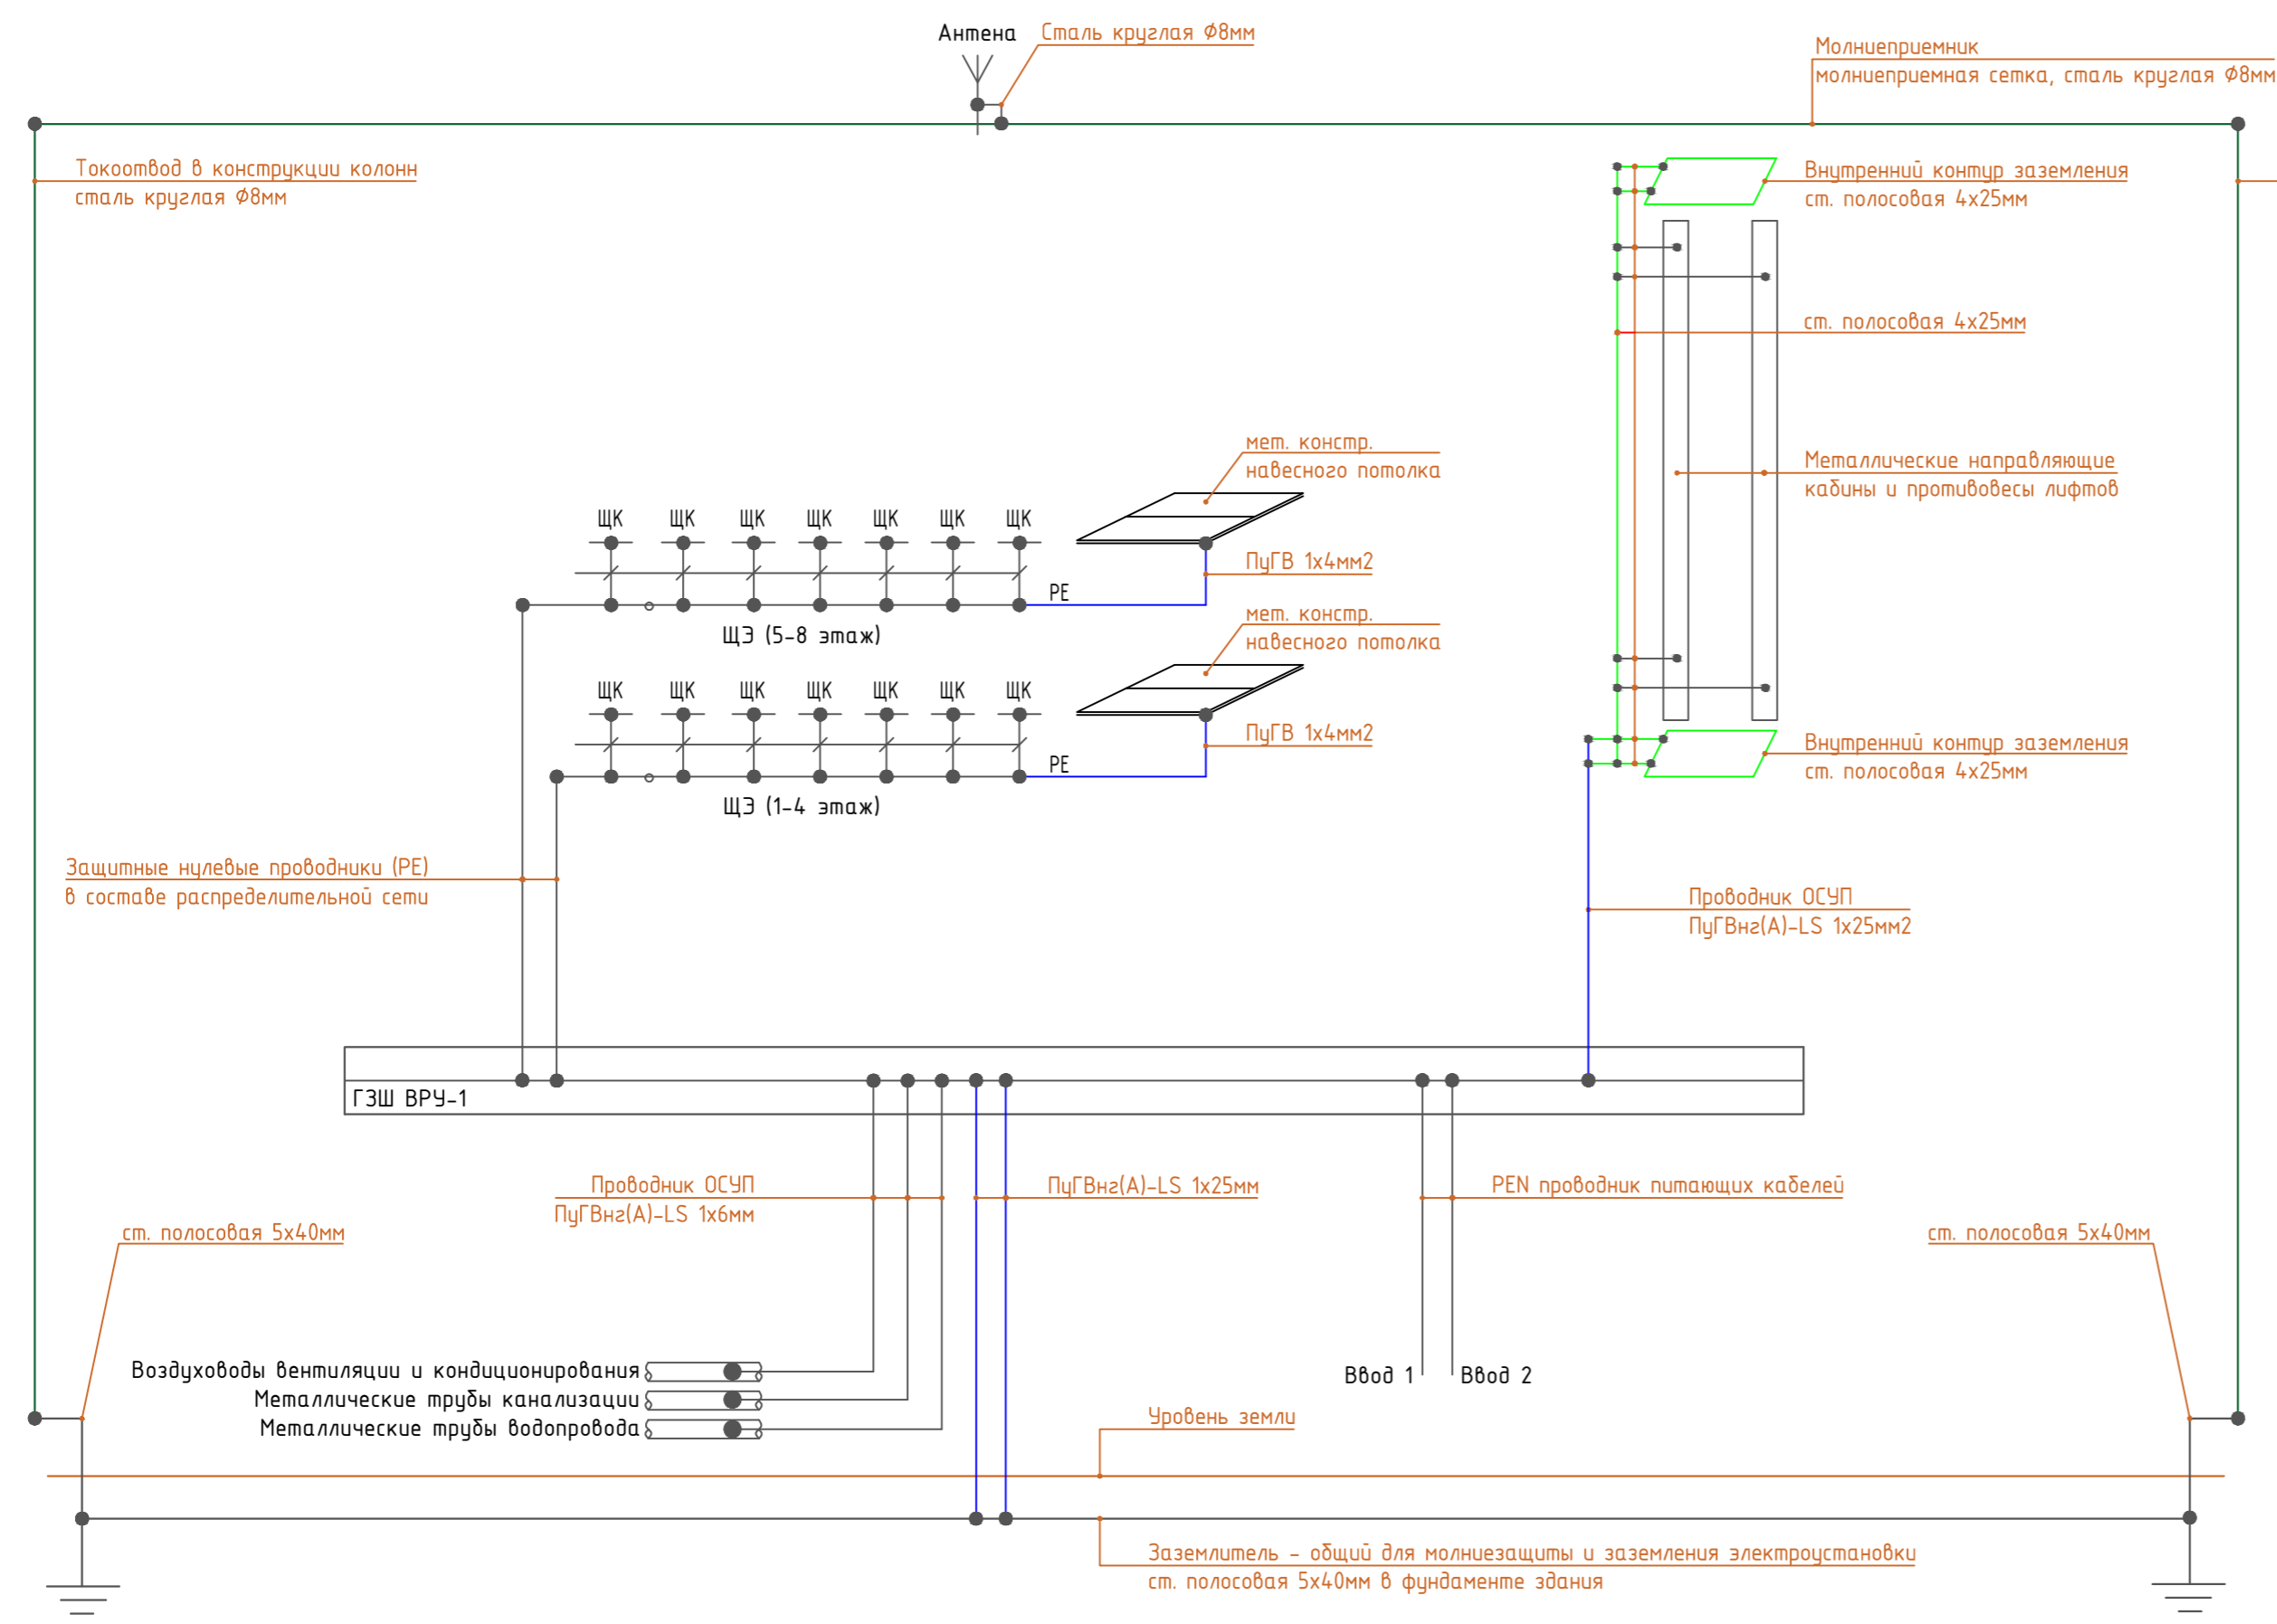 Антена
Сталь круглая Ø8мм
Молниеприемник
молниеприемная сетка, сталь круглая Ø8мм
Токоотвод в конструкции колонн
сталь круглая Ø8мм
Внутренний контур заземления
ст. полосовая 4х25мм
ст. полосовая 4х25мм
мет. констр.
навесного потолка
Металлические направляющие
кабины и противовесы лифтов
ЩК ЩК ЩК ЩК ЩК ЩК ЩК
ПуГВ 1х4мм2
PE
ЩЭ (5-8 этаж)
мет. констр.
навесного потолка
ЩК ЩК ЩК ЩК ЩК ЩК ЩК
ПуГВ 1х4мм2
PE
ЩЭ (1-4 этаж)
Внутренний контур заземления
ст. полосовая 4х25мм
Защитные нулевые проводники (PE)
в составе распределительной сети
Проводник ОСУП
ПуГВнг(А)-LS 1х25мм2
ГЗШ ВРУ-1
Проводник ОСУП
ПуГВнг(А)-LS 1х6мм
ПуГВнг(А)-LS 1х25мм
PEN проводник питающих кабелей
ст. полосовая 5х40мм
ст. полосовая 5х40мм
Воздуховоды вентиляции и кондиционирования
Металлические трубы канализации
Металлические трубы водопровода
Ввод 1
Ввод 2
Уровень земли
Заземлитель - общий для молниезащиты и заземления электроустановки
ст. полосовая 5х40мм в фундаменте здания